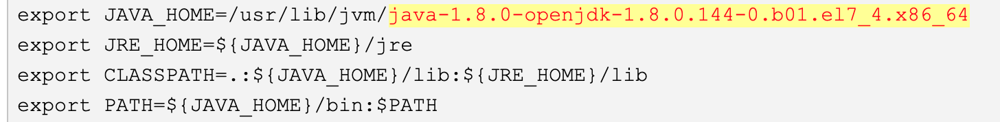 export JAVA_HOME=/usr/lib/jvm/java-1.8.0-openjdk-1.8.0.144-0.b01.el7_4.x86_64
export JRE_HOME=${JAVA_HOME}/jre
export CLASSPATH=.:${JAVA_HOME}/lib:${JRE_HOME}/lib
export PATH=${JAVA_HOME}/bin:$PATH